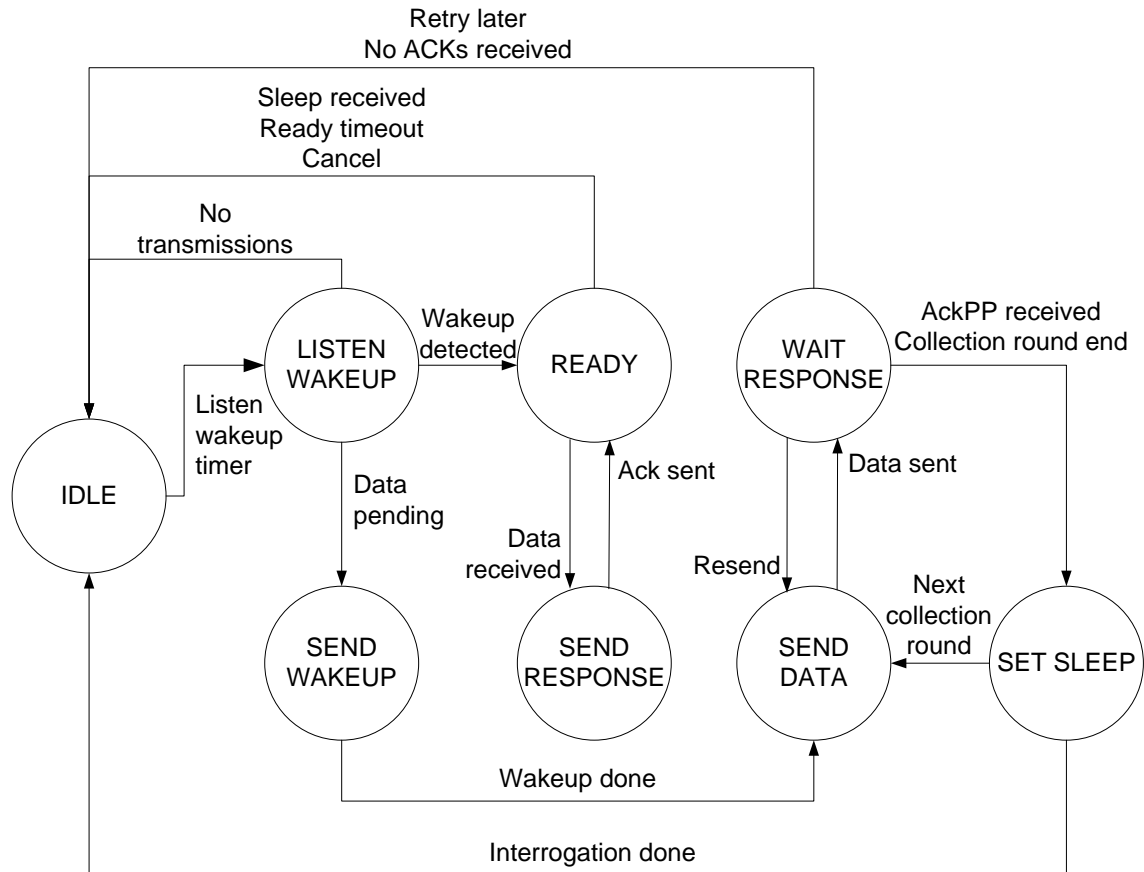 Retry later
No ACKs received
Sleep received
Ready timeout
Cancel
No
transmissions
LISTEN
WAKEUP
Wakeup
detected
READY
WAIT
RESPONSE
AckPP received
Collection round end
Listen
wakeup
timer
IDLE
Data
pending
Ack sent
Data sent
Data
received
Resend
Next
collection
round
SEND
WAKEUP
SEND
RESPONSE
SEND
DATA
SET SLEEP
Wakeup done
Interrogation done